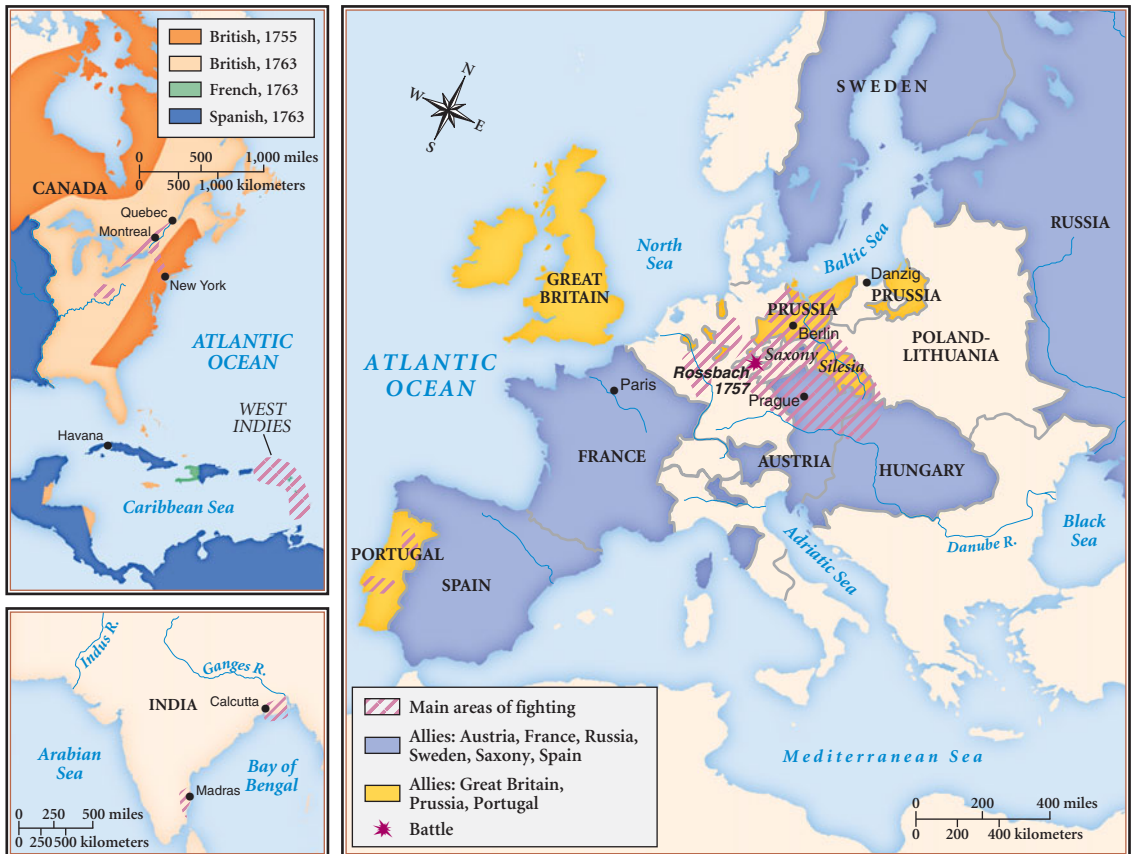 British, 1755
British, 1763
French, 1763
Spanish, 1763
0 500 1,000 miles
0 500 1,000 kilometers
CANADA
Quebec
Montreal
New York
ATLANTIC
OCEAN
WEST
INDIES
Havana
Caribbean Sea
Indus R.
Ganges R.
INDIA
Calcutta
Arabian
Sea
Bay of
Bengal
Madras
0 250 500 miles
0 250 500 kilometers
N
W
E
S
SWEDEN
RUSSIA
North
Sea
Baltic Sea
GREAT
BRITAIN
Danzig
PRUSSIA
PRUSSIA
Berlin
POLAND-
LITHUANIA
ATLANTIC
OCEAN
Saxony
Silesia
Rossbach
1757
Paris
Prague
FRANCE
AUSTRIA
HUNGARY
Black
Sea
Danube R.
Adriatic Sea
PORTUGAL
SPAIN
Mediterranean Sea
Main areas of fighting
Allies: Austria, France, Russia,
Sweden, Saxony, Spain
Allies: Great Britain,
Prussia, Portugal
Battle
0 200 400 miles
0 200 400 kilometers